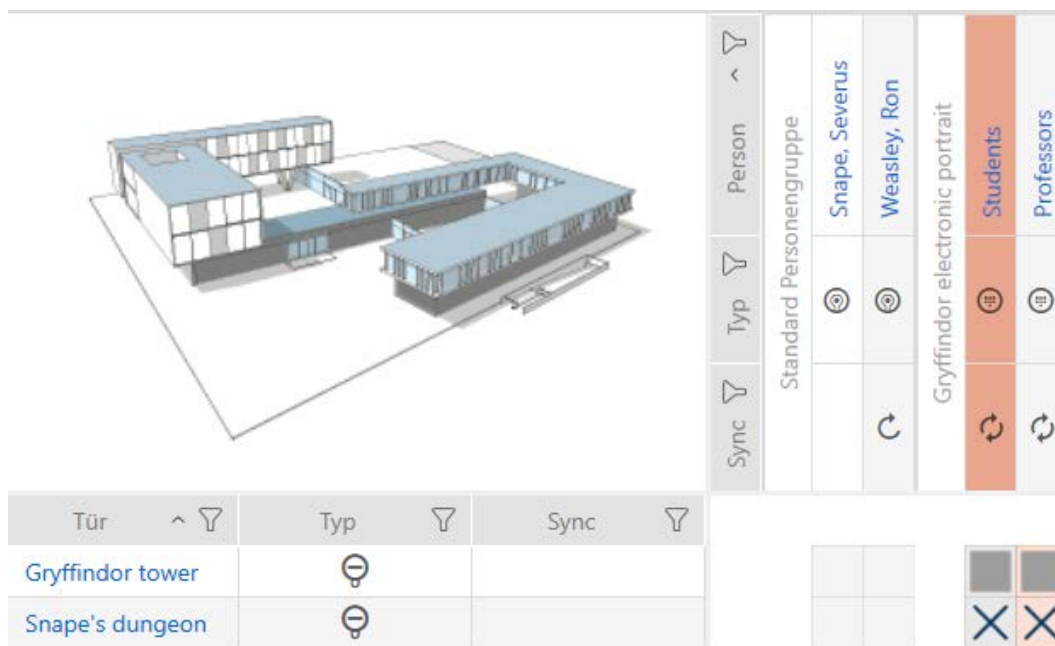 Person
Typ
Sync
Standard Personengruppe
Snape, Severus
Weasley, Ron
Gryffindor electronic portrait
Students
Professors
Tür
Typ
Sync
Gryffindor tower
Snape's dungeon